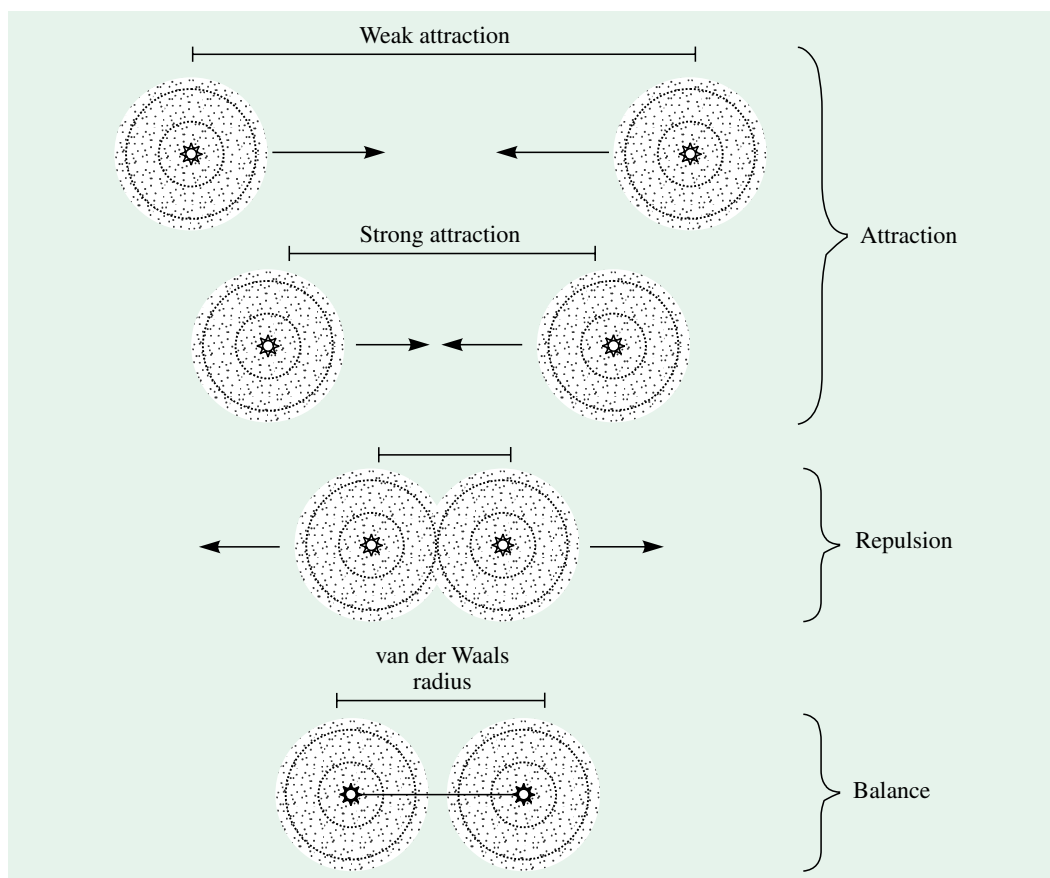 Weak attraction
Strong attraction
Attraction
Repulsion
van der Waals
radius
Balance